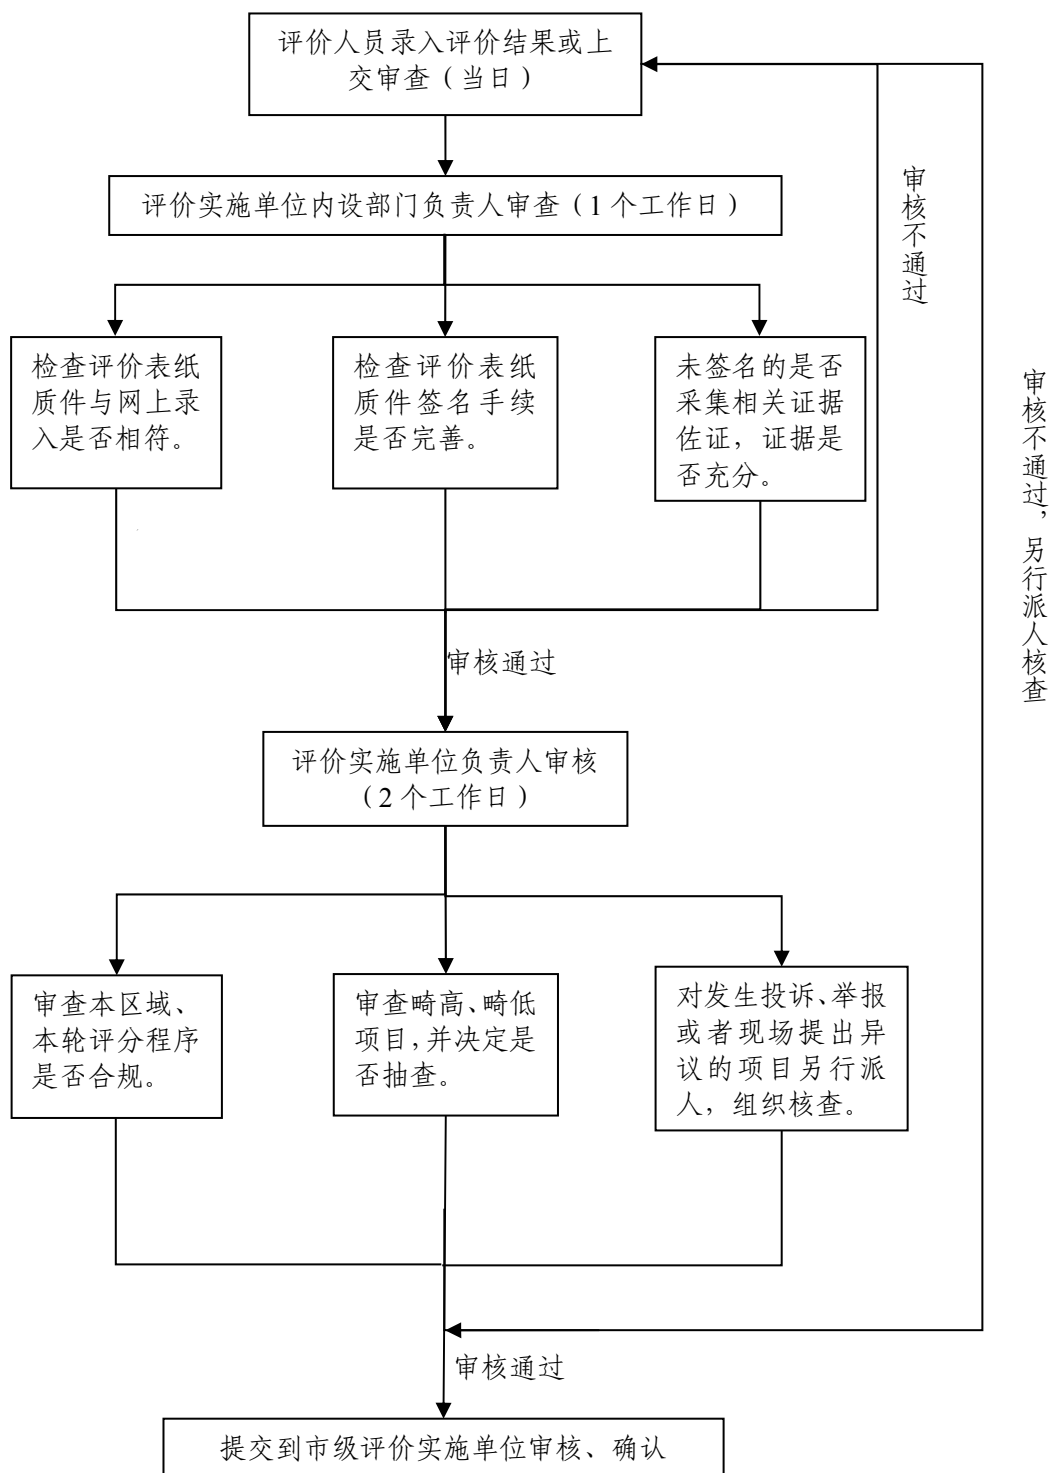 评价人员录入评价结果或上
交审查（当日）
评价实施单位内设部门负责人审查（1 个工作日）
审核不通过
检查评价表纸
质件与网上录
入是否相符。
检查评价表纸
质件签名手续
是否完善。
未签名的是否
采集相关证据
佐证，证据是
否充分。
审核不通过，另行派人核查
审核通过
评价实施单位负责人审核
（2 个工作日）
审查本区域、
本轮评分程序
是否合规。
审查畸高、畸低
项目，并决定是
否抽查。
对发生投诉、举报
或者现场提出异
议的项目另行派
人，组织核查。
审核通过
提交到市级评价实施单位审核、确认